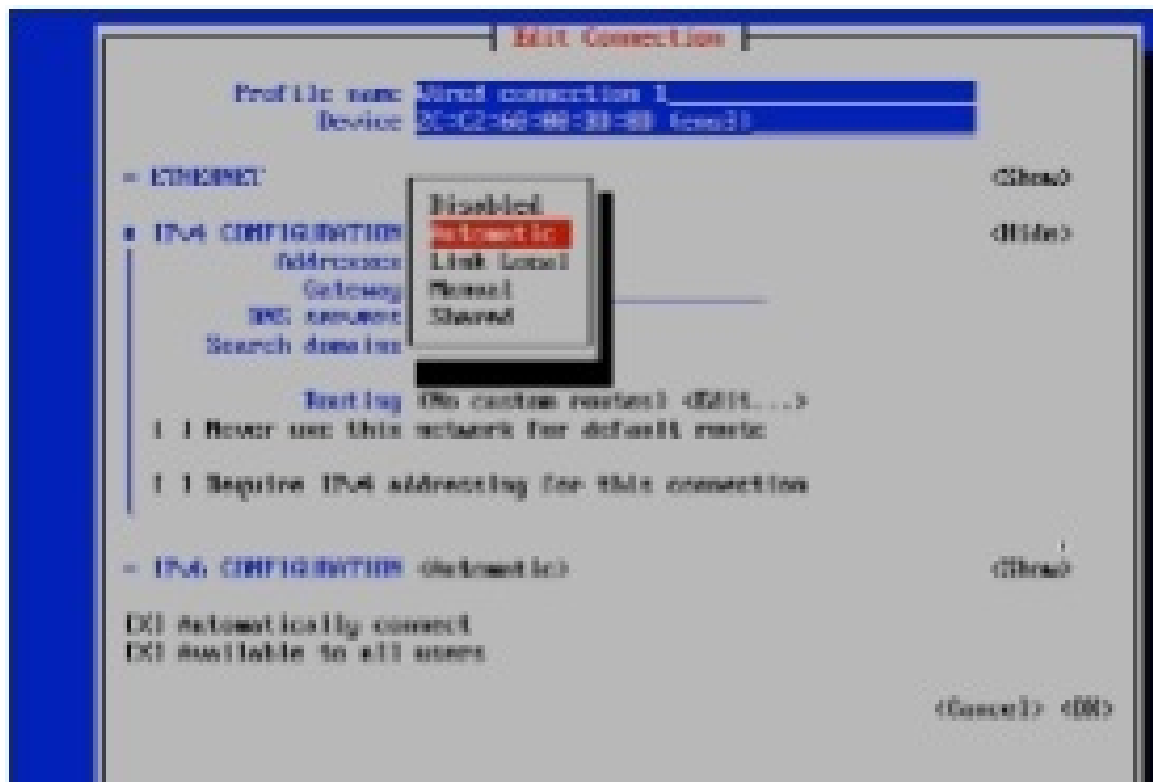 Edit Connection
Profile name Wired connection 1
Device (ens3)
ETHERNET <Show>
Disabled
IPv4 CONFIGURATION Automatic <Hide>
Addresses Link Local
Gateway Manual
DNS servers Shared
Search domains
Routing (No custom routes) <Edit...>
[ ] Never use this network for default route
[ ] Require IPv4 addressing for this connection
IPv6 CONFIGURATION <Automatic> <Show>
[X] Automatically connect
[X] Available to all users
<Cancel> <OK>